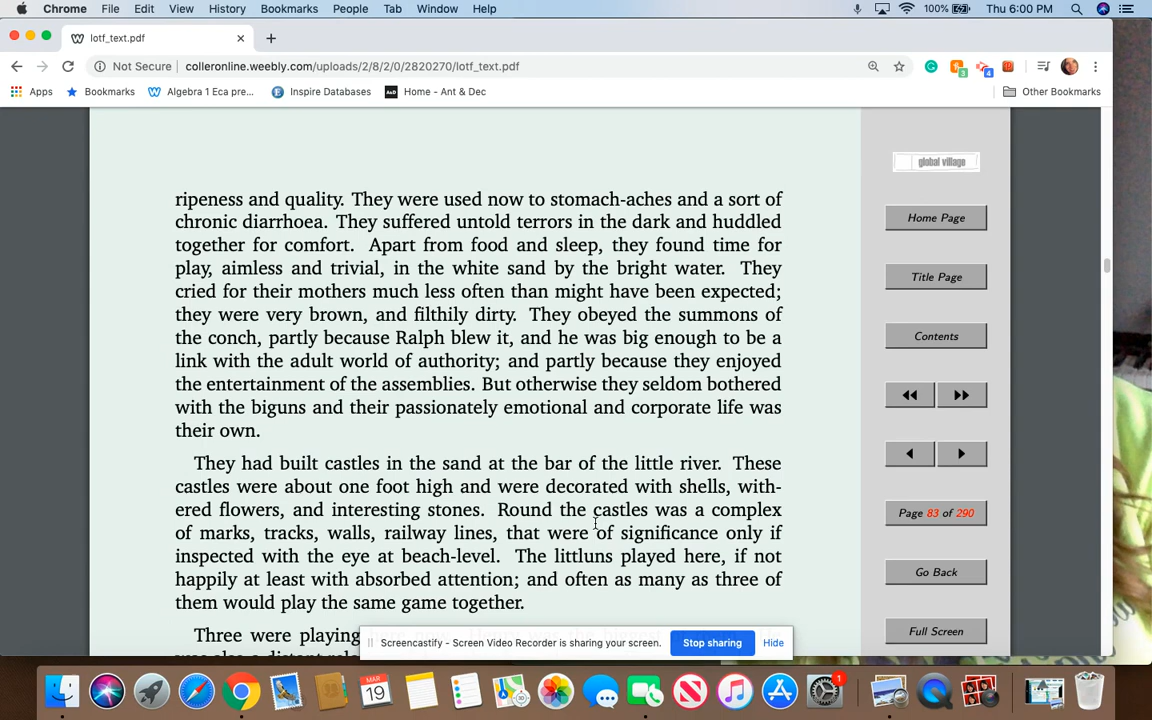 Chrome File Edit View History Bookmarks People Tab Window Help 100% Thu 6:00 PM
lotf_text.pdf
Not Secure colleronline.weebly.com/uploads/2/8/2/0/2820270/lotf_text.pdf
3 4
Apps Bookmarks Algebra 1 Eca pre... Inspire Databases Home - Ant & Dec Other Bookmarks
global village
ripeness and quality. They were used now to stomach-aches and a sort of
chronic diarrhoea. They suffered untold terrors in the dark and huddled
together for comfort. Apart from food and sleep, they found time for
play, aimless and trivial, in the white sand by the bright water. They
cried for their mothers much less often than might have been expected;
they were very brown, and filthily dirty. They obeyed the summons of
the conch, partly because Ralph blew it, and he was big enough to be a
link with the adult world of authority; and partly because they enjoyed
the entertainment of the assemblies. But otherwise they seldom bothered
with the biguns and their passionately emotional and corporate life was
their own.
They had built castles in the sand at the bar of the little river. These
castles were about one foot high and were decorated with shells, with-
ered flowers, and interesting stones. Round the castles was a complex
of marks, tracks, walls, railway lines, that were of significance only if
inspected with the eye at beach-level. The littluns played here, if not
happily at least with absorbed attention; and often as many as three of
them would play the same game together.
Three were playing
Home Page
Title Page
Contents
Page 83 of 290
Go Back
Full Screen
Screencastify - Screen Video Recorder is sharing your screen. Stop sharing Hide
MAR
19
1